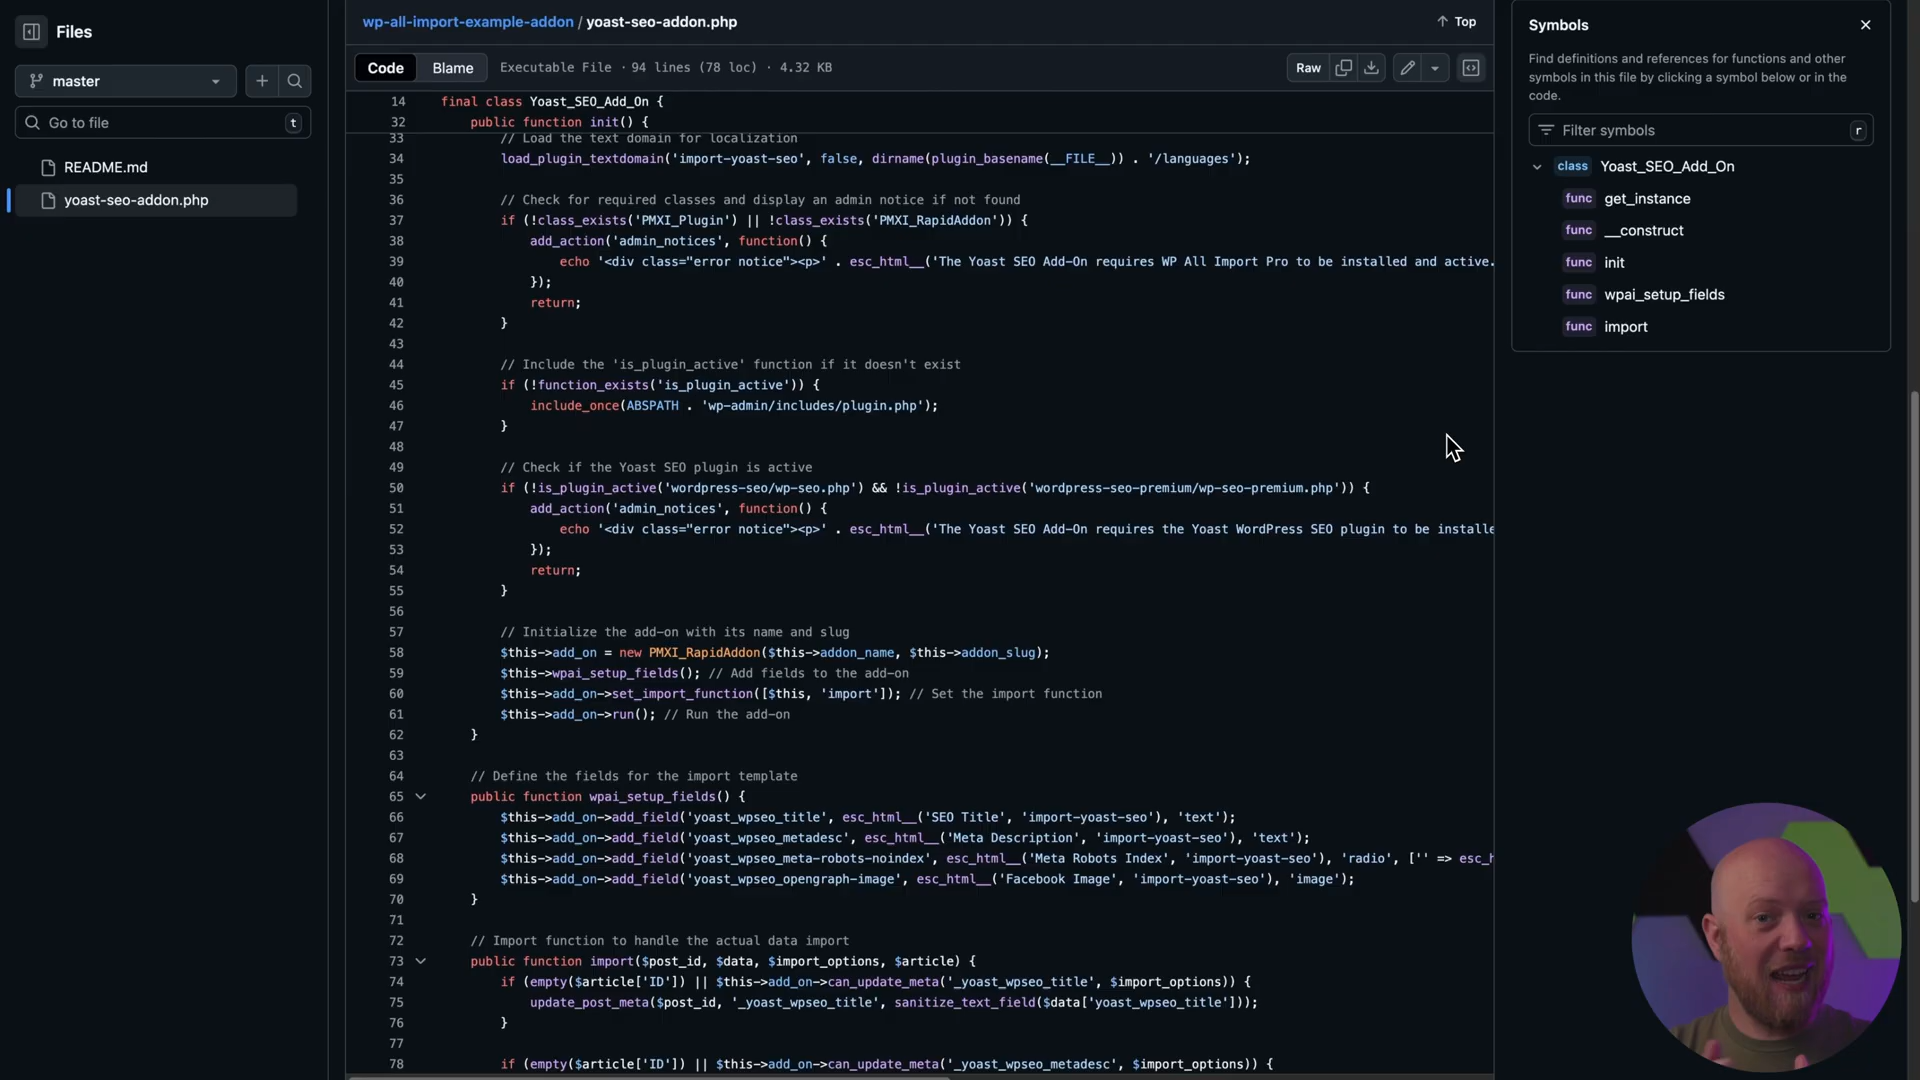 Files
master
Go to file
t
README.md
yoast-seo-addon.php
wp-all-import-example-addon / yoast-seo-addon.php
Top
Code
Blame
Executable File · 94 lines (78 loc) · 4.32 KB
Raw
14 final class Yoast_SEO_Add_On {
32 public function init() {
33 // Load the text domain for localization
34 load_plugin_textdomain('import-yoast-seo', false, dirname(plugin_basename(__FILE__)) . '/languages');
35
36 // Check for required classes and display an admin notice if not found
37 if (!class_exists('PMXI_Plugin') || !class_exists('PMXI_RapidAddon')) {
38 add_action('admin_notices', function() {
39 echo '<div class="error notice"><p>' . esc_html__('The Yoast SEO Add-On requires WP All Import Pro to be installed and active.
40 });
41 return;
42 }
43
44 // Include the 'is_plugin_active' function if it doesn't exist
45 if (!function_exists('is_plugin_active')) {
46 include_once(ABSPATH . 'wp-admin/includes/plugin.php');
47 }
48
49 // Check if the Yoast SEO plugin is active
50 if (!is_plugin_active('wordpress-seo/wp-seo.php') && !is_plugin_active('wordpress-seo-premium/wp-seo-premium.php')) {
51 add_action('admin_notices', function() {
52 echo '<div class="error notice"><p>' . esc_html__('The Yoast SEO Add-On requires the Yoast WordPress SEO plugin to be installe
53 });
54 return;
55 }
56
57 // Initialize the add-on with its name and slug
58 $this->add_on = new PMXI_RapidAddon($this->addon_name, $this->addon_slug);
59 $this->wpai_setup_fields(); // Add fields to the add-on
60 $this->add_on->set_import_function([$this, 'import']); // Set the import function
61 $this->add_on->run(); // Run the add-on
62 }
63
64 // Define the fields for the import template
65 public function wpai_setup_fields() {
66 $this->add_on->add_field('yoast_wpseo_title', esc_html__('SEO Title', 'import-yoast-seo'), 'text');
67 $this->add_on->add_field('yoast_wpseo_metadesc', esc_html__('Meta Description', 'import-yoast-seo'), 'text');
68 $this->add_on->add_field('yoast_wpseo_meta-robots-noindex', esc_html__('Meta Robots Index', 'import-yoast-seo'), 'radio', ['' => esc_h
69 $this->add_on->add_field('yoast_wpseo_opengraph-image', esc_html__('Facebook Image', 'import-yoast-seo'), 'image');
70 }
71
72 // Import function to handle the actual data import
73 public function import($post_id, $data, $import_options, $article) {
74 if (empty($article['ID']) || $this->add_on->can_update_meta('_yoast_wpseo_title', $import_options)) {
75 update_post_meta($post_id, '_yoast_wpseo_title', sanitize_text_field($data['yoast_wpseo_title']));
76 }
77
78 if (empty($article['ID']) || $this->add_on->can_update_meta('_yoast_wpseo_metadesc', $import_options)) {
Symbols
Find definitions and references for functions and other
symbols in this file by clicking a symbol below or in the
code.
Filter symbols
r
class Yoast_SEO_Add_On
func get_instance
func __construct
func init
func wpai_setup_fields
func import